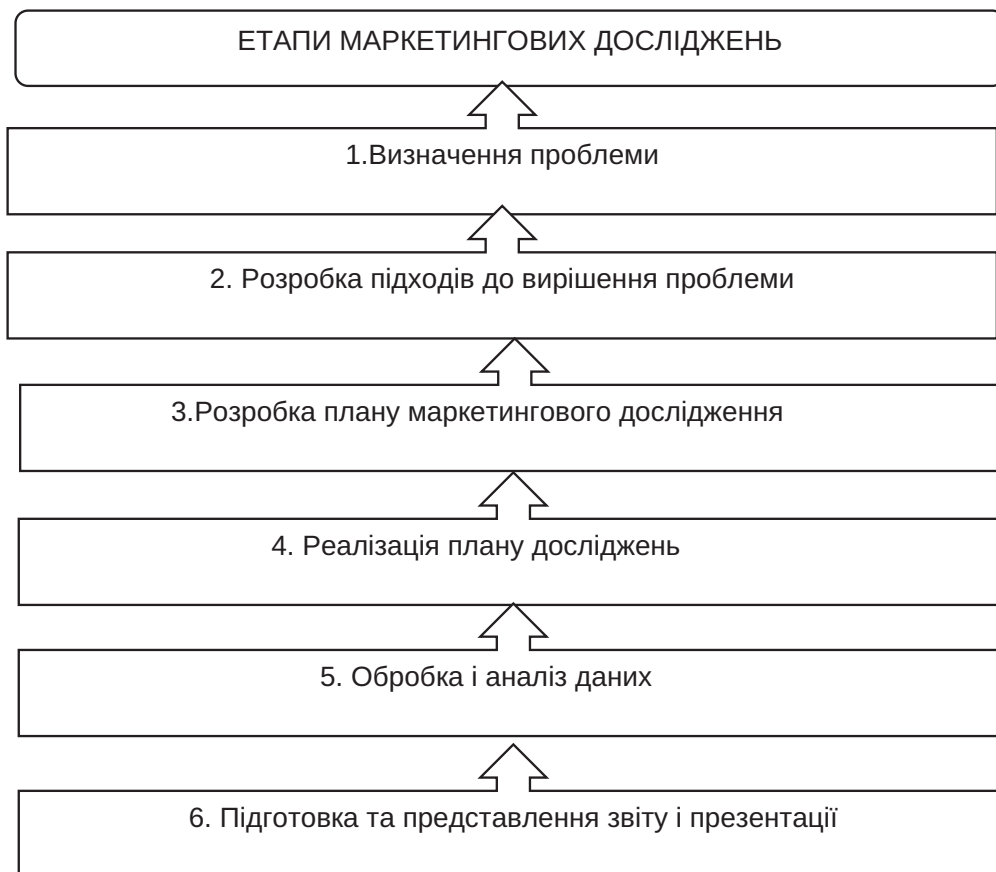 ЕТАПИ МАРКЕТИНГОВИХ ДОСЛІДЖЕНЬ
1.Визначення проблеми
2. Розробка підходів до вирішення проблеми
3.Розробка плану маркетингового дослідження
4. Реалізація плану досліджень
5. Обробка і аналіз даних
6. Підготовка та представлення звіту і презентації